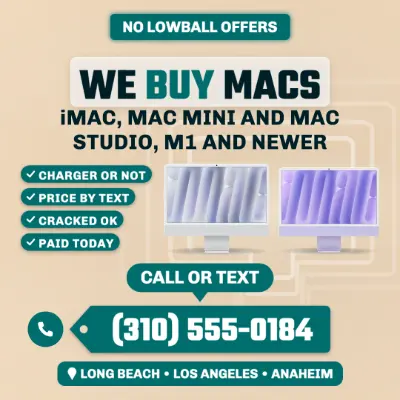 NO LOWBALL OFFERS
WE BUY MACS
iMAC, MAC MINI AND MAC
STUDIO, M1 AND NEWER
CHARGER OR NOT
PRICE BY TEXT
CRACKED OK
PAID TODAY
CALL OR TEXT
(310) 555-0184
LONG BEACH • LOS ANGELES • ANAHEIM